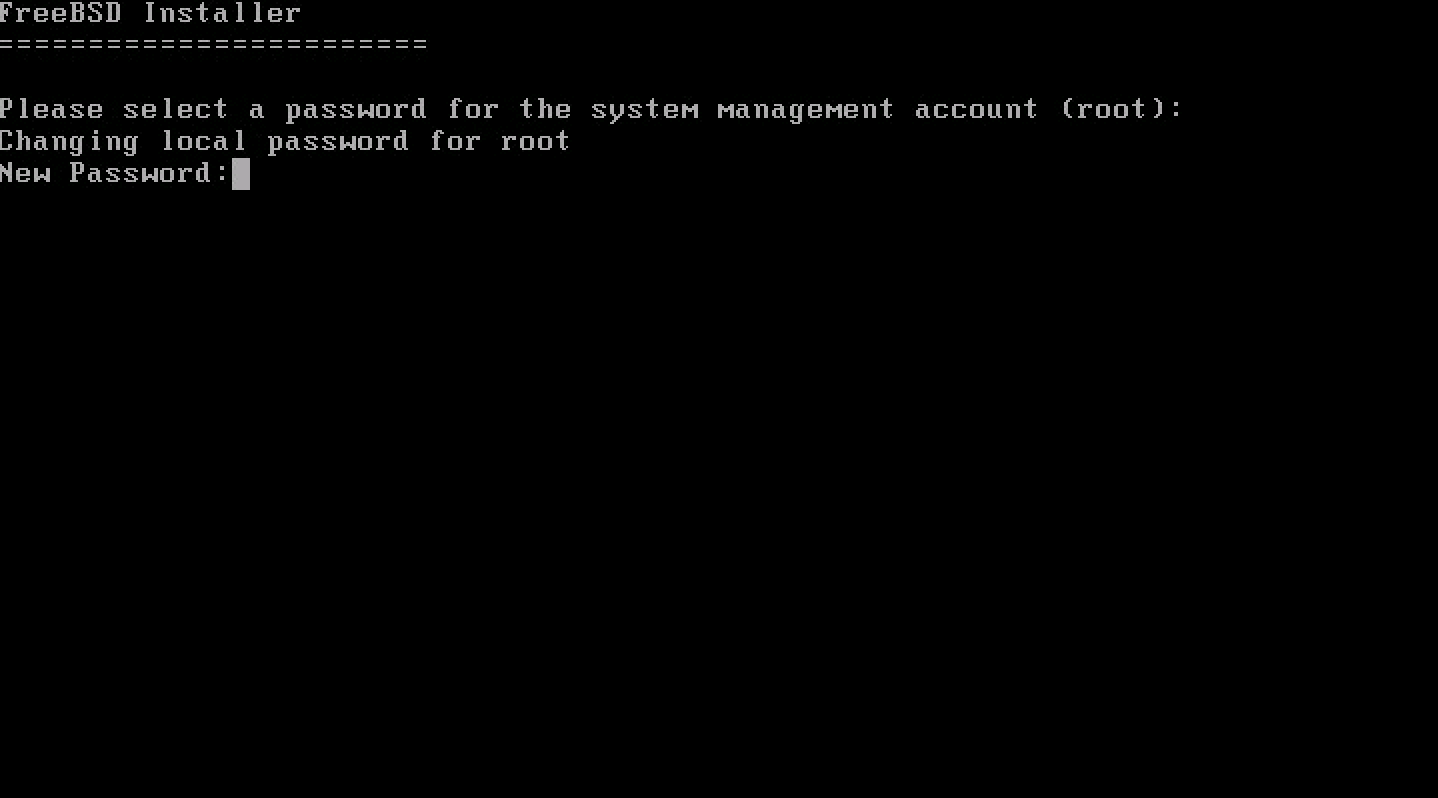 FreeBSD Installer
========================
Please select a password for the system management account (root):
Changing local password for root
New Password: